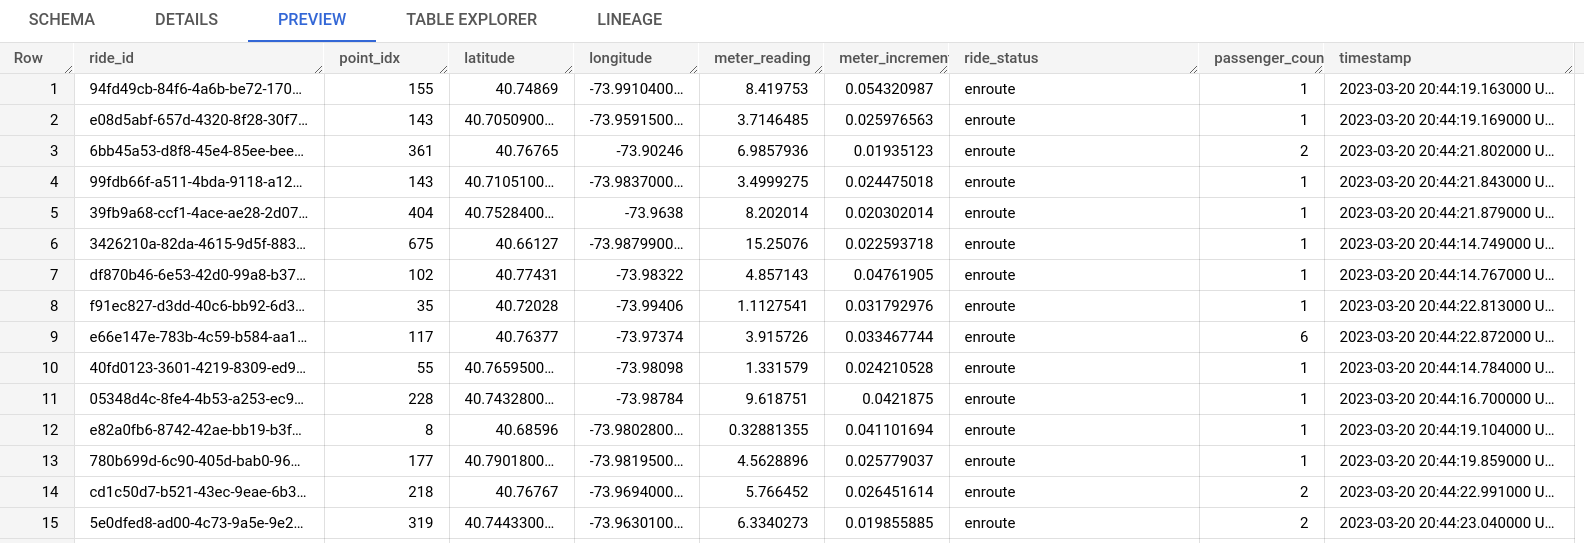 SCHEMA DETAILS PREVIEW TABLE EXPLORER LINEAGE
Row ride_id point_idx latitude longitude meter_reading meter_incremen ride_status passenger_coun timestamp
1 94fd49cb-84f6-4a6b-be72-170... 155 40.74869 -73.9910400... 8.419753 0.054320987 enroute 1 2023-03-20 20:44:19.163000 U...
2 e08d5abf-657d-4320-8f28-30f7... 143 40.7050900... -73.9591500... 3.7146485 0.025976563 enroute 1 2023-03-20 20:44:19.169000 U...
3 6bb45a53-d8f8-45e4-85ee-bee... 361 40.76765 -73.90246 6.9857936 0.01935123 enroute 2 2023-03-20 20:44:21.802000 U...
4 99fdb66f-a511-4bda-9118-a12... 143 40.7105100... -73.9837000... 3.4999275 0.024475018 enroute 1 2023-03-20 20:44:21.843000 U...
5 39fb9a68-ccf1-4ace-ae28-2d07... 404 40.7528400... -73.9638 8.202014 0.020302014 enroute 1 2023-03-20 20:44:21.879000 U...
6 3426210a-82da-4615-9d5f-883... 675 40.66127 -73.9879900... 15.25076 0.022593718 enroute 1 2023-03-20 20:44:14.749000 U...
7 df870b46-6e53-42d0-99a8-b37... 102 40.77431 -73.98322 4.857143 0.04761905 enroute 1 2023-03-20 20:44:14.767000 U...
8 f91ec827-d3dd-40c6-bb92-6d3... 35 40.72028 -73.99406 1.1127541 0.031792976 enroute 1 2023-03-20 20:44:22.813000 U...
9 e66e147e-783b-4c59-b584-aa1... 117 40.76377 -73.97374 3.915726 0.033467744 enroute 6 2023-03-20 20:44:22.872000 U...
10 40fd0123-3601-4219-8309-ed9... 55 40.7659500... -73.98098 1.331579 0.024210528 enroute 1 2023-03-20 20:44:14.784000 U...
11 05348d4c-8fe4-4b53-a253-ec9... 228 40.7432800... -73.98784 9.618751 0.0421875 enroute 1 2023-03-20 20:44:16.700000 U...
12 e82a0fb6-8742-42ae-bb19-b3f... 8 40.68596 -73.9802800... 0.32881355 0.041101694 enroute 1 2023-03-20 20:44:19.104000 U...
13 780b699d-6c90-405d-bab0-96... 177 40.7901800... -73.9819500... 4.5628896 0.025779037 enroute 1 2023-03-20 20:44:19.859000 U...
14 cd1c50d7-b521-43ec-9eae-6b3... 218 40.76767 -73.9694000... 5.766452 0.026451614 enroute 2 2023-03-20 20:44:22.991000 U...
15 5e0dfed8-ad00-4c73-9a5e-9e2... 319 40.7443300... -73.9630100... 6.3340273 0.019855885 enroute 2 2023-03-20 20:44:23.040000 U...